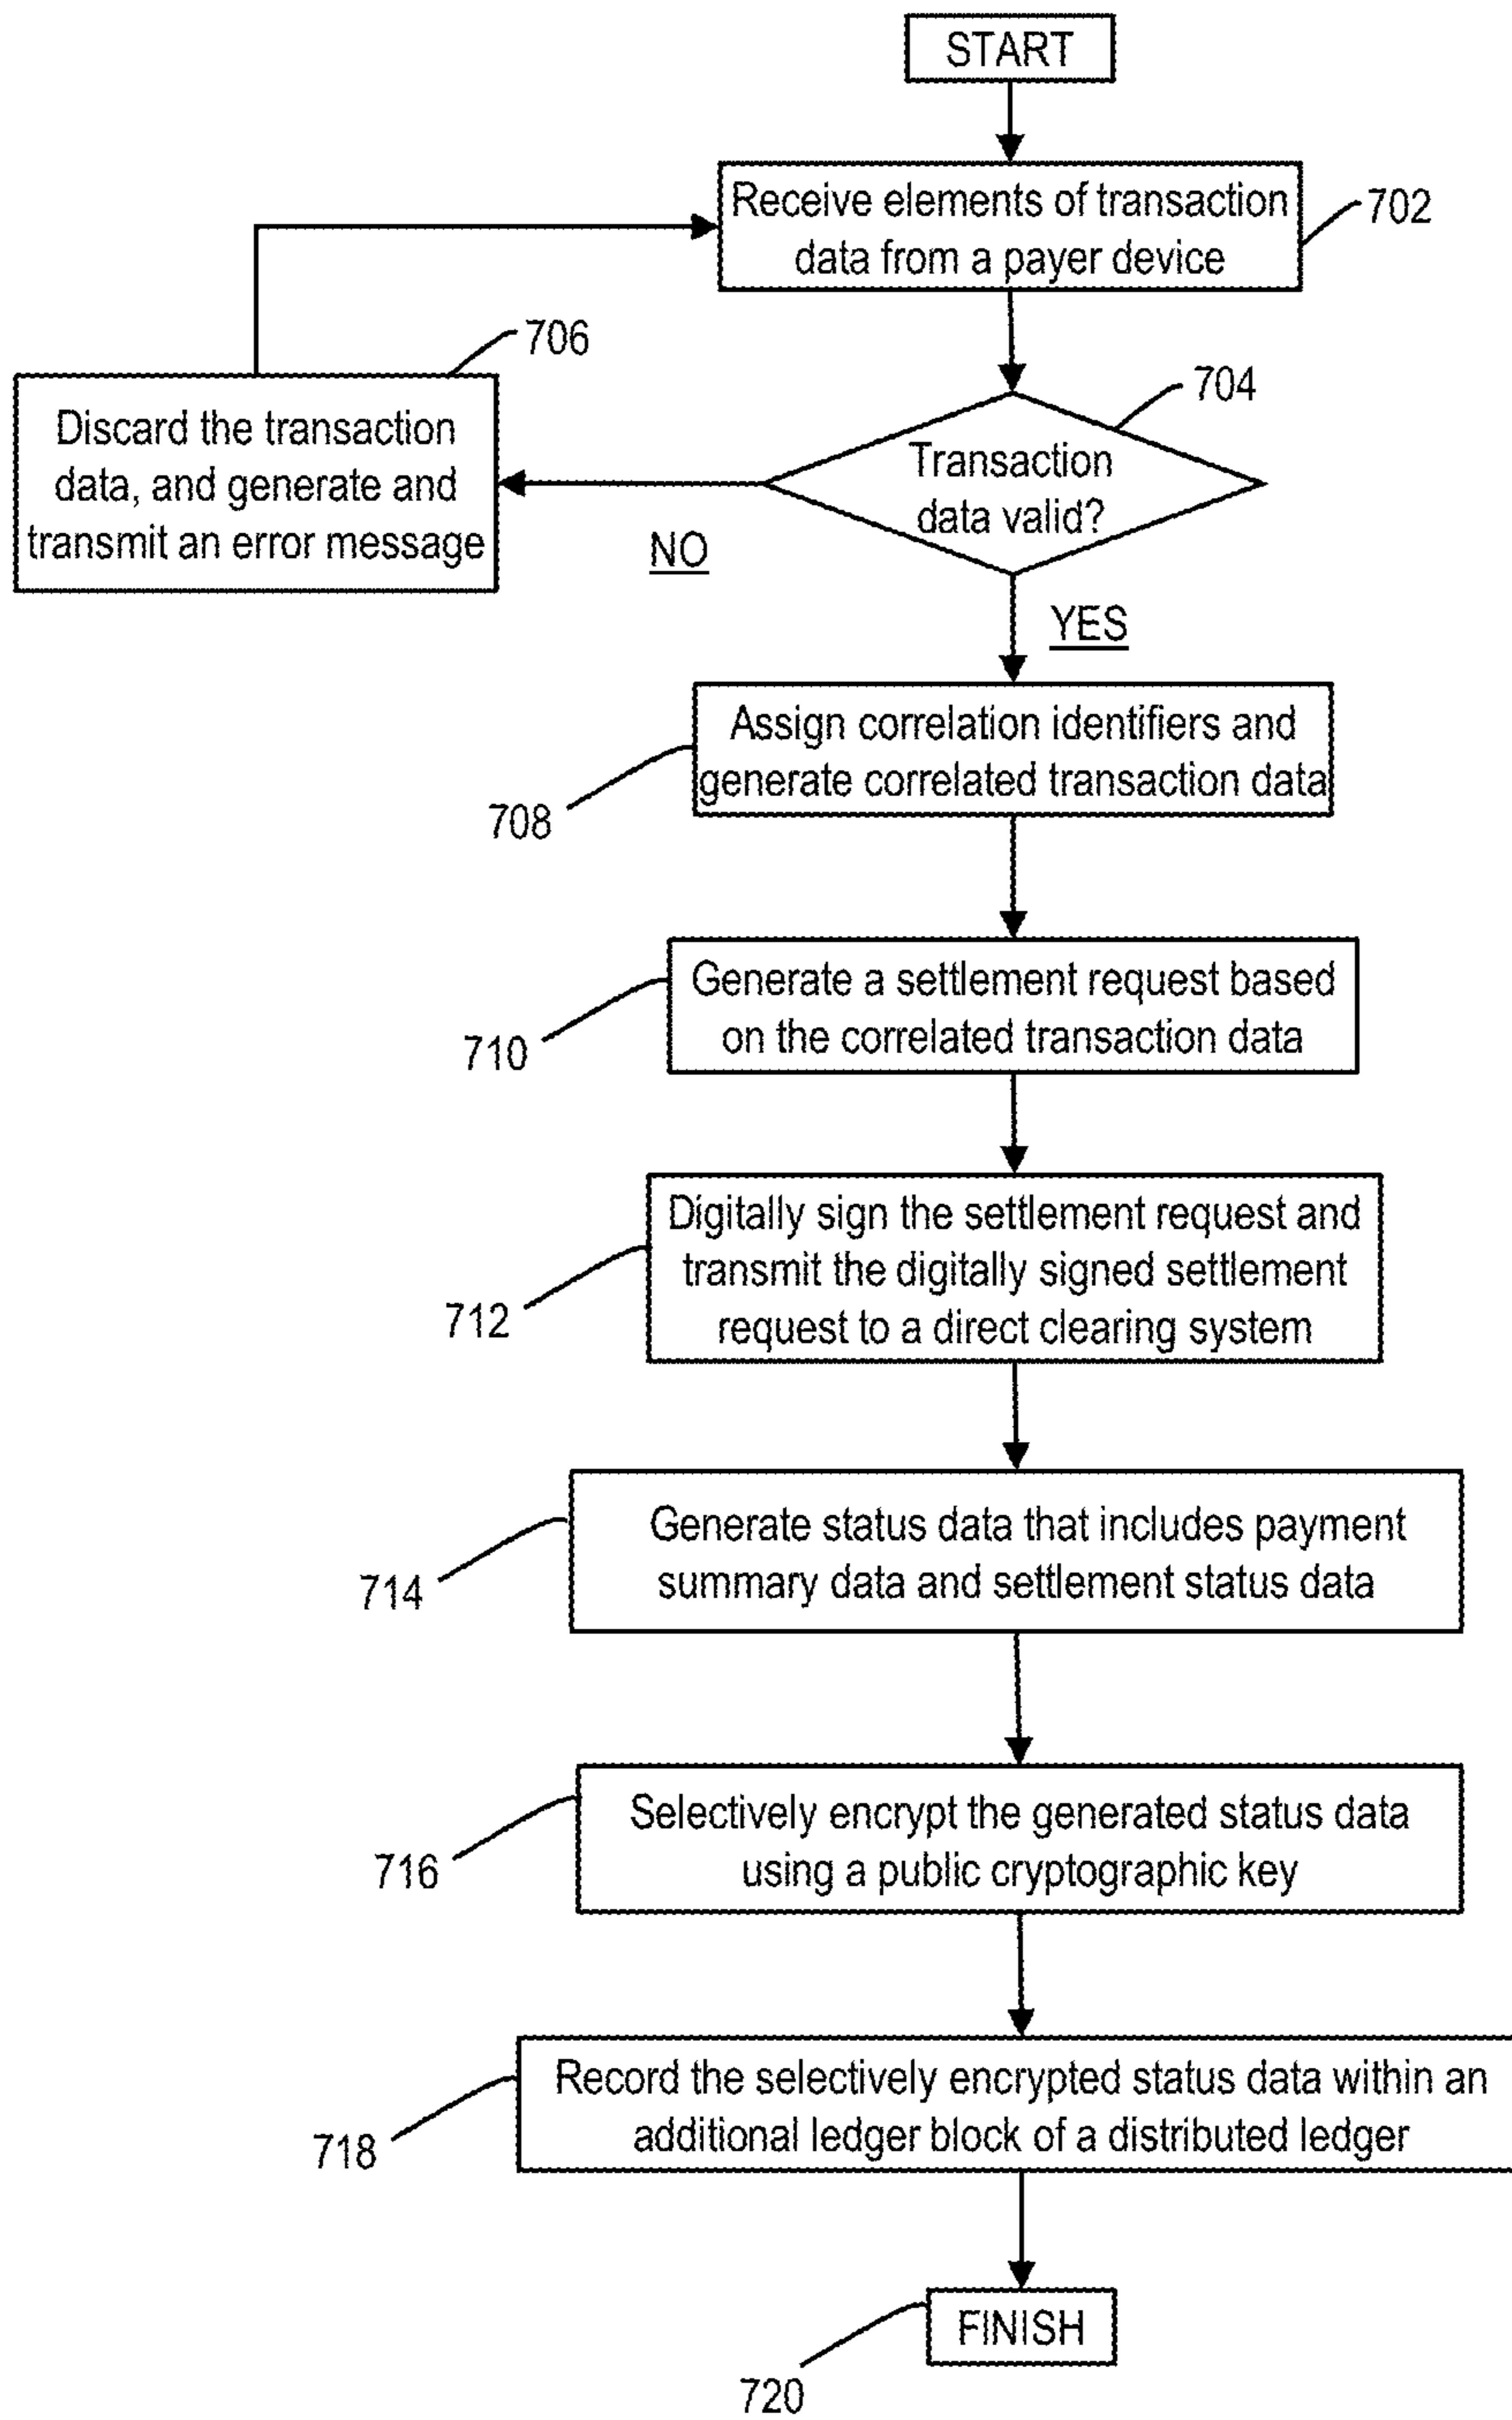 START
Receive elements of transaction
data from a payer device
702
706
Discard the transaction
data, and generate and
transmit an error message
704
Transaction
data valid?
NO
YES
Assign correlation identifiers and
generate correlated transaction data
708
Generate a settlement request based
on the correlated transaction data
710
Digitally sign the settlement request and
transmit the digitally signed settlement
request to a direct clearing system
712
Generate status data that includes payment
summary data and settlement status data
714
Selectively encrypt the generated status data
using a public cryptographic key
716
Record the selectively encrypted status data within an
additional ledger block of a distributed ledger
718
FINISH
720